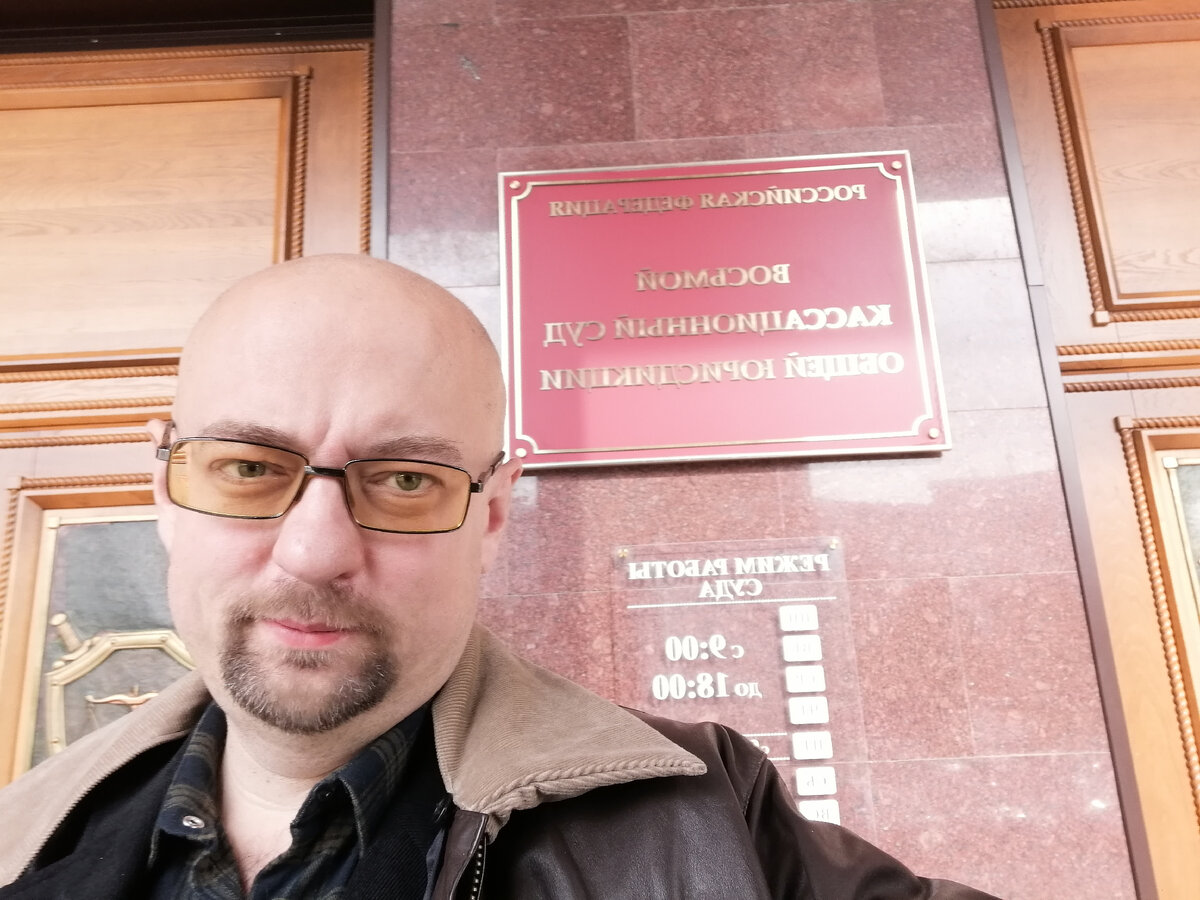 РОССИЙСКАЯ ФЕДЕРАЦИЯ
ВОСЬМОЙ
КАССАЦИОННЫЙ СУД
ОБЩЕЙ ЮРИСДИКЦИИ
РЕЖИМ РАБОТЫ
СУДА
с 9:00
до 18:00